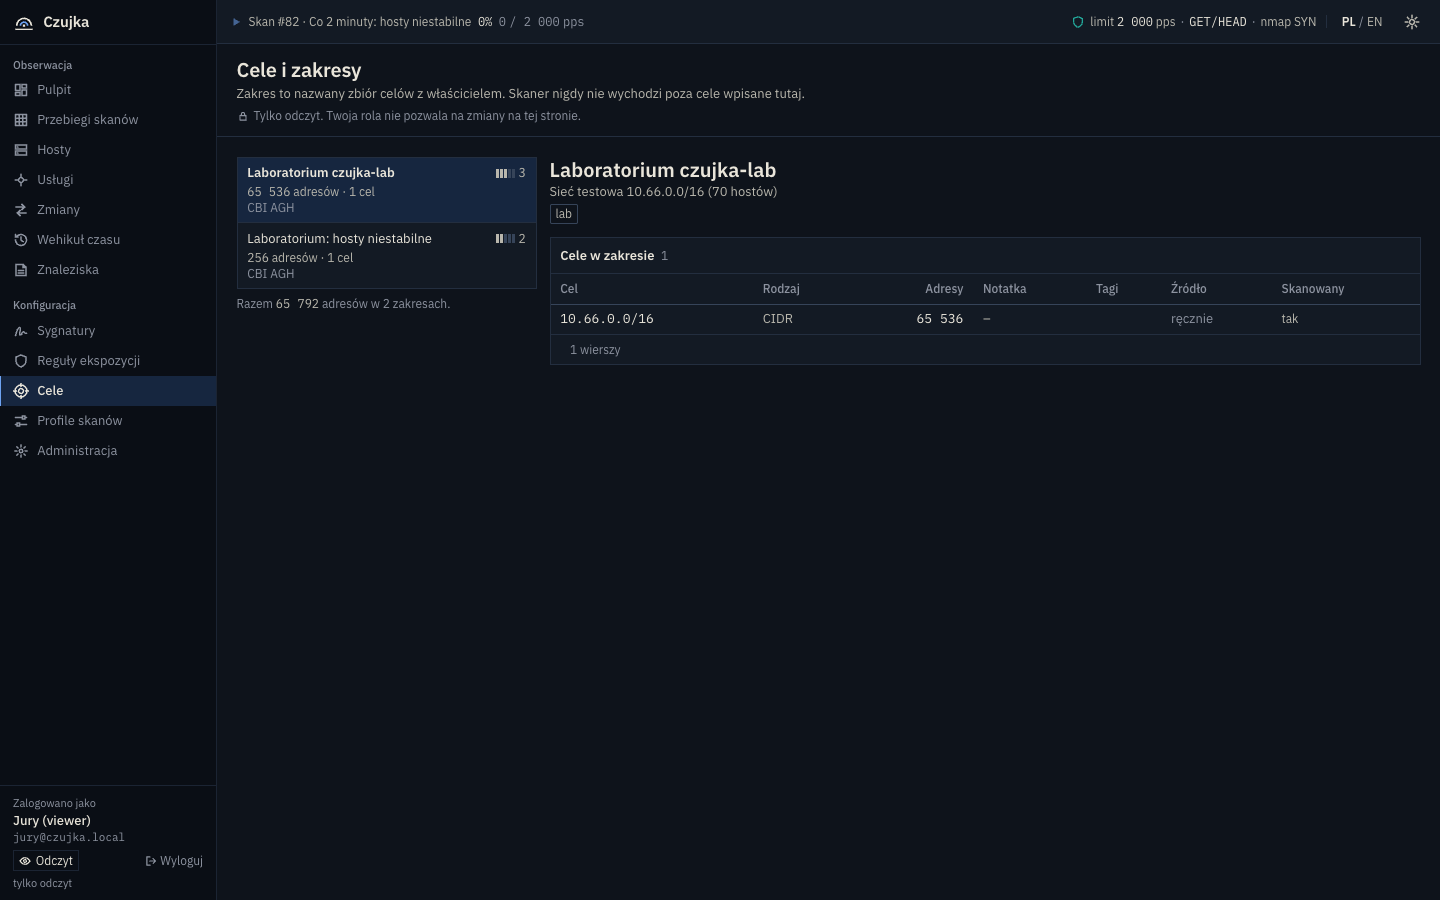 Czujka
Skan #82 · Co 2 minuty: hosty niestabilne 0% 0 / 2 000 pps
limit 2 000 pps · GET/HEAD · nmap SYN
PL / EN
Obserwacja
Pulpit
Przebiegi skanów
Hosty
Usługi
Zmiany
Wehikuł czasu
Znaleziska
Konfiguracja
Sygnatury
Reguły ekspozycji
Cele
Profile skanów
Administracja
Zalogowano jako
Jury (viewer)
jury@czujka.local
Odczyt
Wyloguj
tylko odczyt
Cele i zakresy
Zakres to nazwany zbiór celów z właścicielem. Skaner nigdy nie wychodzi poza cele wpisane tutaj.
Tylko odczyt. Twoja rola nie pozwala na zmiany na tej stronie.
Laboratorium czujka-lab 3
65 536 adresów · 1 cel
CBI AGH
Laboratorium: hosty niestabilne 2
256 adresów · 1 cel
CBI AGH
Razem 65 792 adresów w 2 zakresach.
Laboratorium czujka-lab
Sieć testowa 10.66.0.0/16 (70 hostów)
lab
Cele w zakresie 1
Cel Rodzaj Adresy Notatka Tagi Źródło Skanowany
10.66.0.0/16 CIDR 65 536 – ręcznie tak
1 wierszy